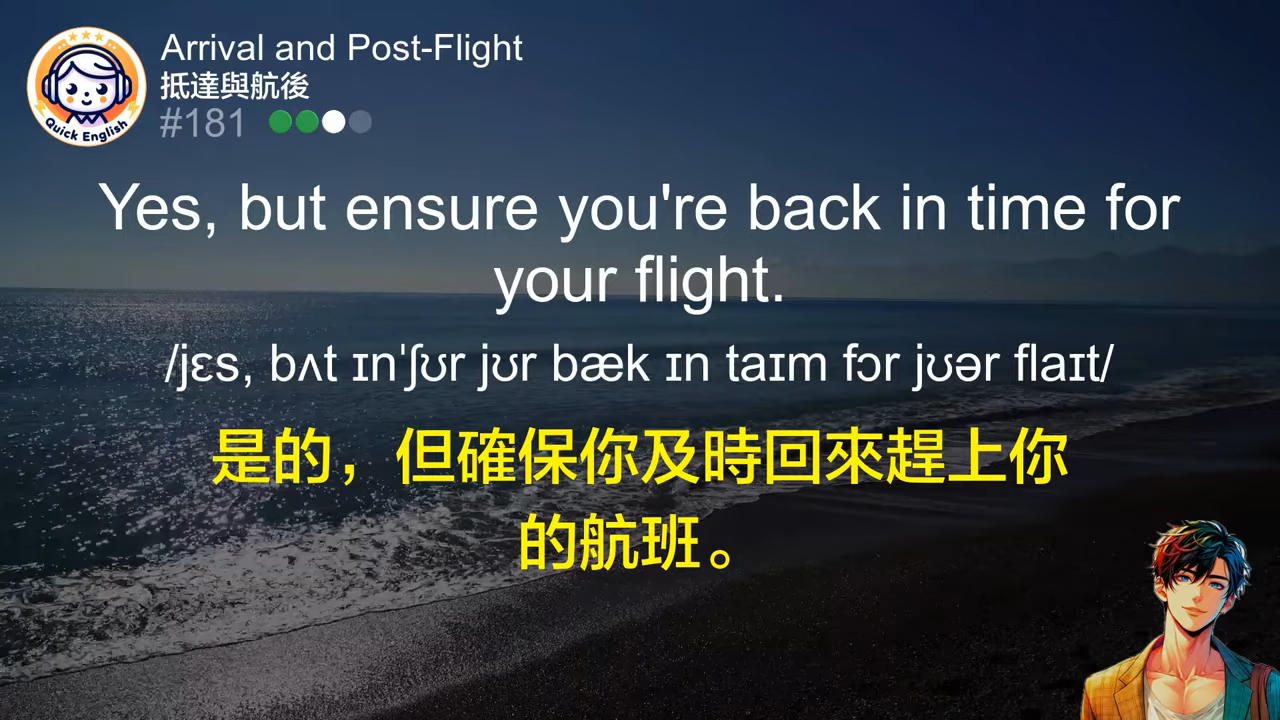 Arrival and Post-Flight
抵達與航後
#181
Quick English
Yes, but ensure you're back in time for
your flight.
/jɛs, bʌt ɪnˈʃʊr jʊr bæk ɪn taɪm fɔr jʊər flaɪt/
是的，但確保你及時回來趕上你
的航班。